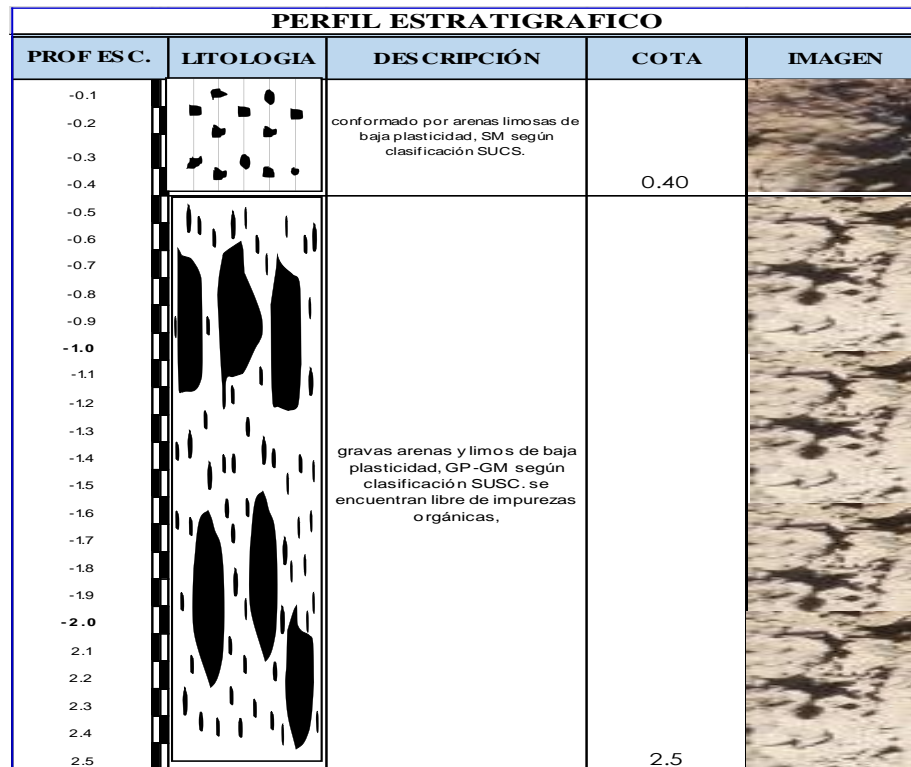 PERFIL ESTRATIGRAFICO
PROF ESC. LITOLOGIA DESCRIPCIÓN COTA IMAGEN
-0.1
-0.2
-0.3
-0.4
conformado por arenas limosas de
baja plasticidad, SM según
clasificación SUCS.
0.40
-0.5
-0.6
-0.7
-0.8
-0.9
-1.0
-1.1
-1.2
-1.3
-1.4
-1.5
-1.6
-1.7
-1.8
-1.9
-2.0
2.1
2.2
2.3
2.4
2.5
gravas arenas y limos de baja
plasticidad, GP-GM según
clasificación SUSC. se
encuentran libre de impurezas
orgánicas,
2.5